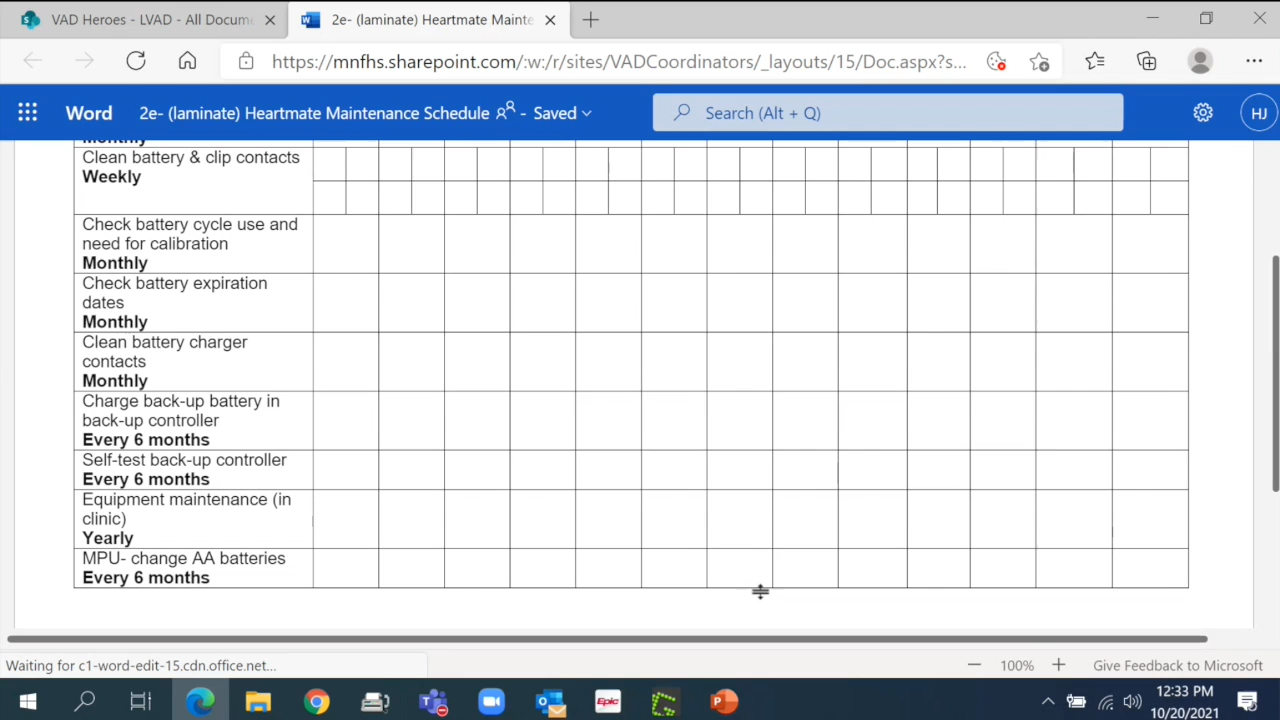 VAD Heroes - LVAD - All Docum
2e- (laminate) Heartmate Mainte
https://mnfhs.sharepoint.com/:w:/r/sites/VADCoordinators/_layouts/15/Doc.aspx?s...
Word
2e- (laminate) Heartmate Maintenance Schedule - Saved
Search (Alt + Q)
HJ
Monthly
Clean battery & clip contacts
Weekly
Check battery cycle use and
need for calibration
Monthly
Check battery expiration
dates
Monthly
Clean battery charger
contacts
Monthly
Charge back-up battery in
back-up controller
Every 6 months
Self-test back-up controller
Every 6 months
Equipment maintenance (in
clinic)
Yearly
MPU- change AA batteries
Every 6 months
Waiting for c1-word-edit-15.cdn.office.net...
100%
Give Feedback to Microsoft
Epic
12:33 PM
10/20/2021